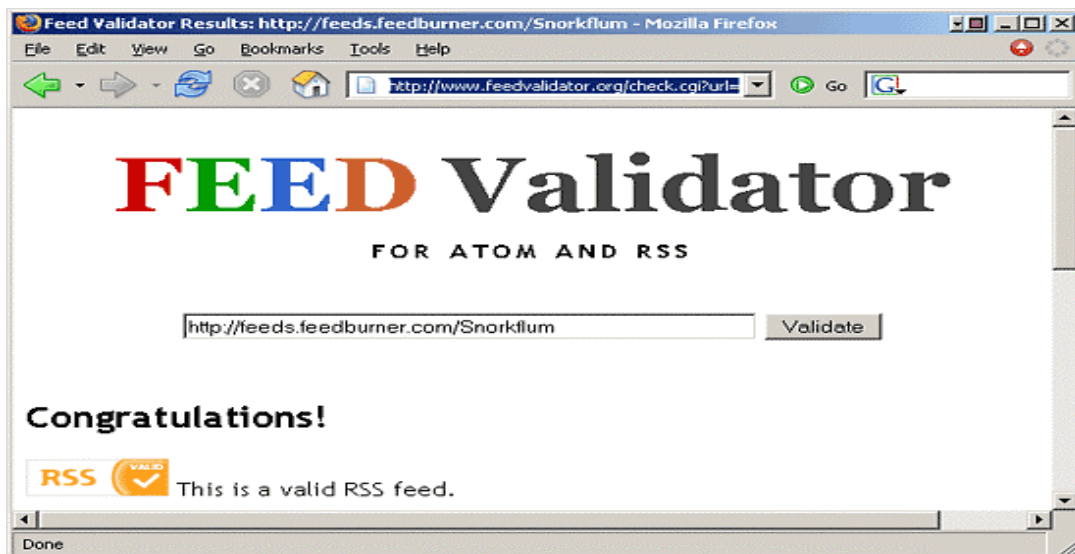 Feed Validator Results: http://feeds.feedburner.com/Snorkflum - Mozilla Firefox
File Edit View Go Bookmarks Tools Help
http://www.feedvalidator.org/check.cgi?url= Go G
FEED Validator
FOR ATOM AND RSS
http://feeds.feedburner.com/Snorkflum Validate
Congratulations!
RSS VALID This is a valid RSS feed.
Done